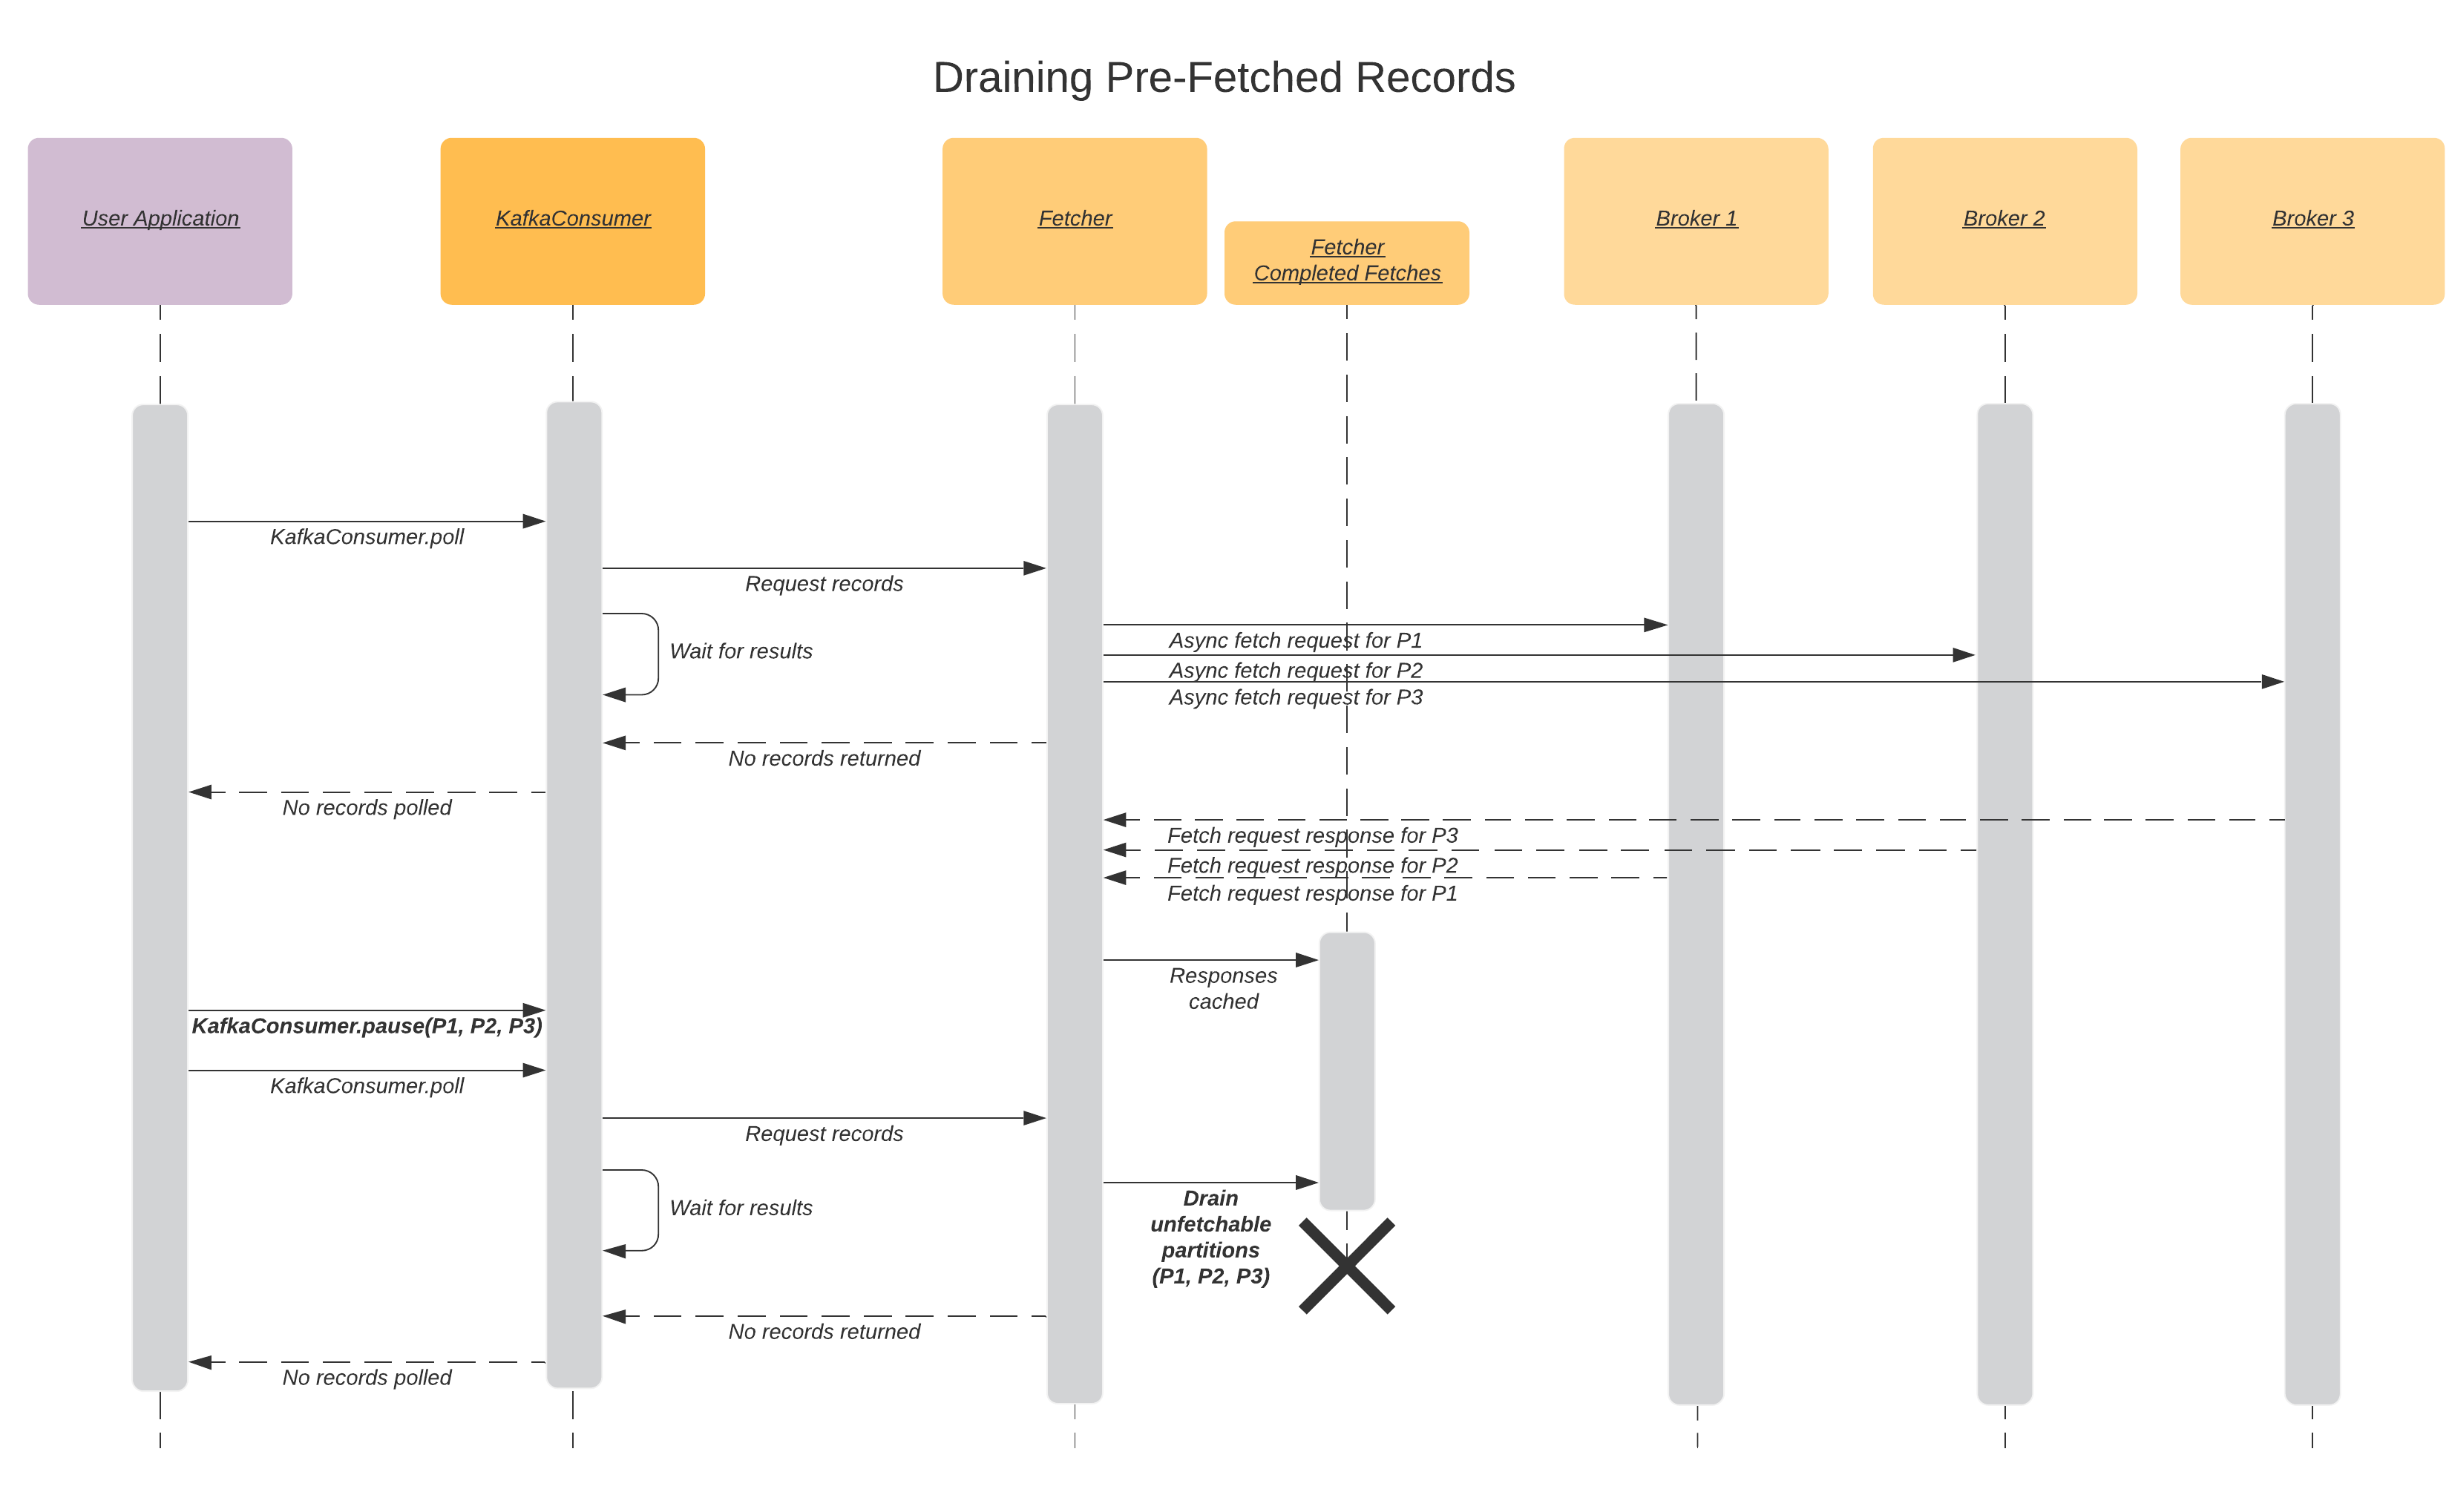 Draining Pre-Fetched Records
User Application
KafkaConsumer
Fetcher
Fetcher
Completed Fetches
Broker 1
Broker 2
Broker 3
KafkaConsumer.poll
Request records
Wait for results
Async fetch request for P1
Async fetch request for P2
Async fetch request for P3
No records returned
No records polled
Fetch request response for P3
Fetch request response for P2
Fetch request response for P1
Responses
cached
KafkaConsumer.pause(P1, P2, P3)
KafkaConsumer.poll
Request records
Wait for results
Drain
unfetchable
partitions
(P1, P2, P3)
No records returned
No records polled